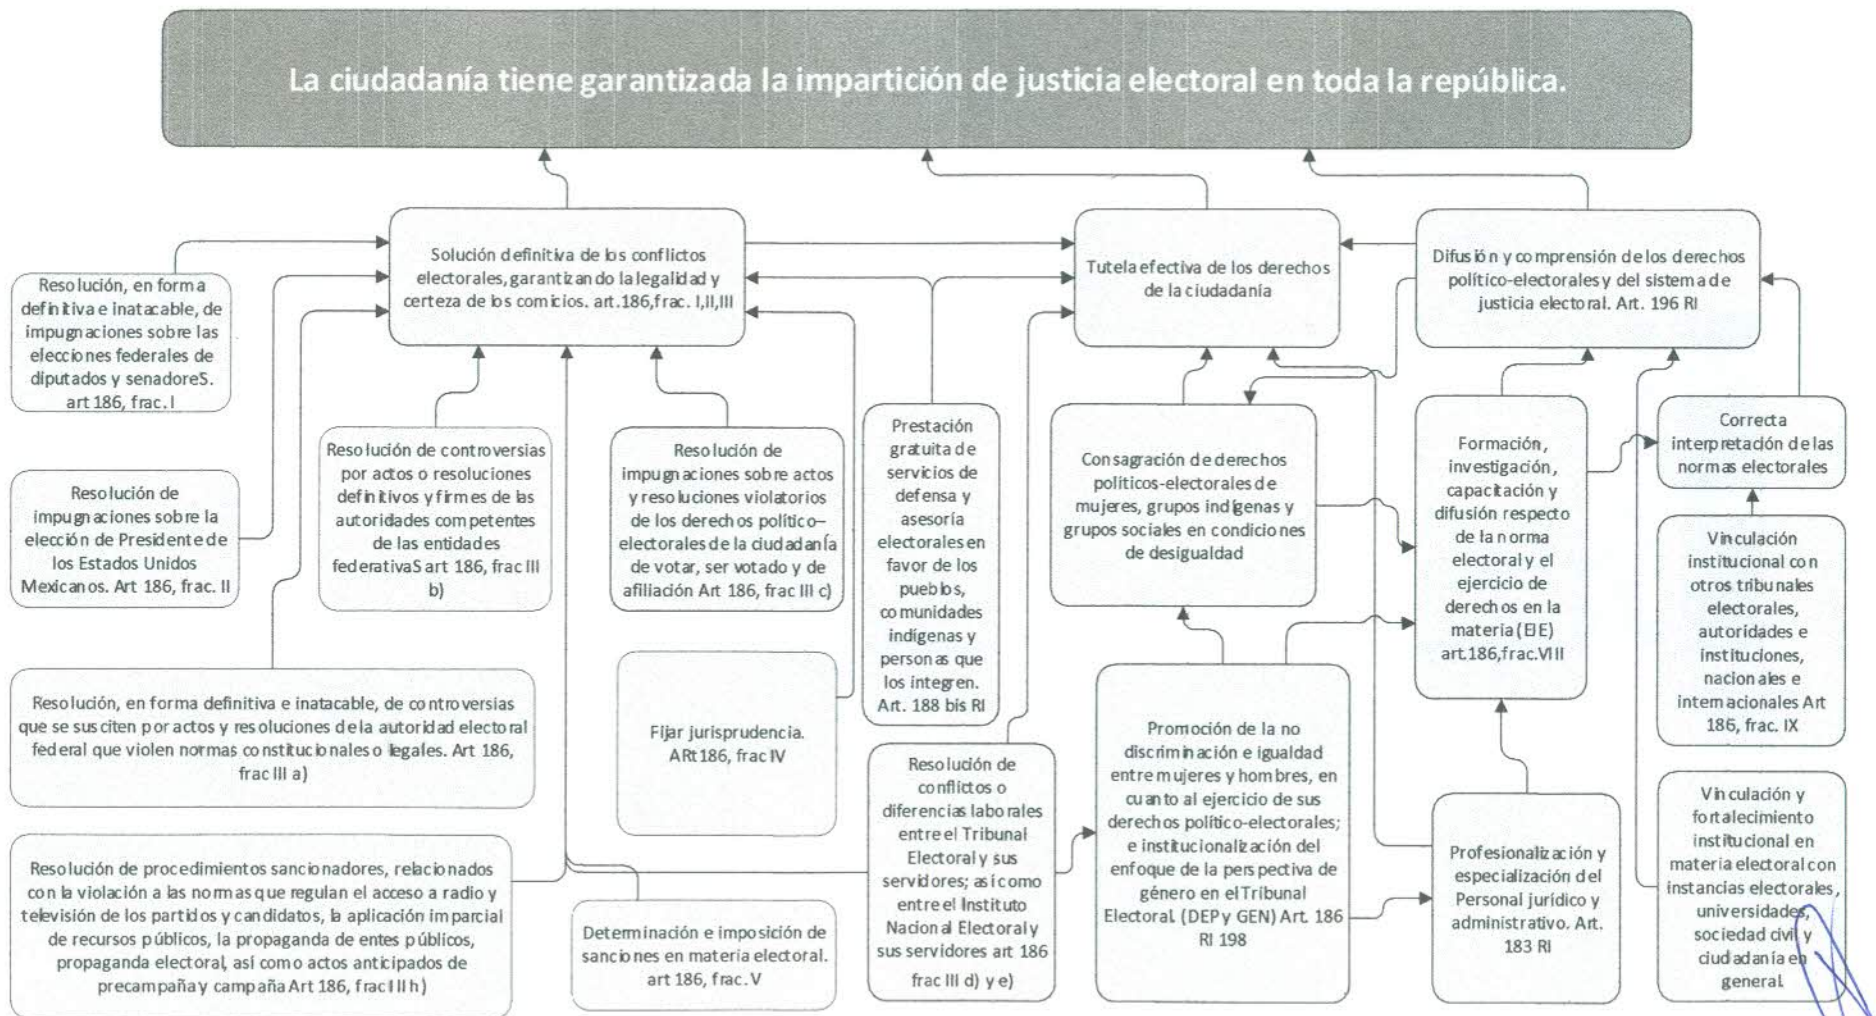 La ciudadanía tiene garantizada la impartición de justicia electoral en toda la república.
Solución definitiva de los conflictos
electorales, garantizando la legalidad y
certeza de los comicios. art.186,frac. I,II,III
Tutela efectiva de los derechos
de la ciudadanía
Difusión y comprensión de los derechos
político-electorales y del sistema de
justicia electoral. Art. 196 RI
Resolución, en forma
definitiva e inatacable, de
impugnaciones sobre las
elecciones federales de
diputados y senadoreS.
art 186, frac. I
Resolución de
impugnaciones sobre la
elección de Presidente de
los Estados Unidos
Mexicanos. Art 186, frac. II
Resolución de controversias
por actos o resoluciones
definitivos y firmes de las
autoridades competentes
de las entidades
federativaS art 186, frac III
b)
Resolución de
impugnaciones sobre actos
y resoluciones violatorios
de los derechos político–
electorales de la ciudadanía
de votar, ser votado y de
afiliación Art 186, frac III c)
Prestación
gratuita de
servicios de
defensa y
asesoría
electorales en
favor de los
pueblos,
comunidades
indígenas y
personas que
los integren.
Art. 188 bis RI
Consagración de derechos
políticos-electorales de
mujeres, grupos indígenas y
grupos sociales en condiciones
de desigualdad
Formación,
investigación,
capacitación y
difusión respecto
de la norma
electoral y el
ejercicio de
derechos en la
materia (EJE)
art.186,frac.VIII
Correcta
interpretación de las
normas electorales
Vinculación
institucional con
otros tribunales
electorales,
autoridades e
instituciones,
nacionales e
internacionales Art
186, frac. IX
Resolución, en forma definitiva e inatacable, de controversias
que se susciten por actos y resoluciones de la autoridad electoral
federal que violen normas constitucionales o legales. Art 186,
frac III a)
Fijar jurisprudencia.
ARt 186, frac IV
Resolución de
conflictos o
diferencias laborales
entre el Tribunal
Electoral y sus
servidores; así como
entre el Instituto
Nacional Electoral y
sus servidores art 186
frac III d) y e)
Promoción de la no
discriminación e igualdad
entre mujeres y hombres, en
cuanto al ejercicio de sus
derechos político-electorales;
e institucionalización del
enfoque de la perspectiva de
género en el Tribunal
Electoral. (DEP y GEN) Art. 186
RI 198
Profesionalización y
especialización del
Personal jurídico y
administrativo. Art.
183 RI
Vinculación y
fortalecimiento
institucional en
materia electoral con
instancias electorales,
universidades,
sociedad civil y
ciudadanía en
general.
Resolución de procedimientos sancionadores, relacionados
con la violación a las normas que regulan el acceso a radio y
televisión de los partidos y candidatos, la aplicación imparcial
de recursos públicos, la propaganda de entes públicos,
propaganda electoral, así como actos anticipados de
precampaña y campaña Art 186, frac III h)
Determinación e imposición de
sanciones en materia electoral.
art 186, frac. V